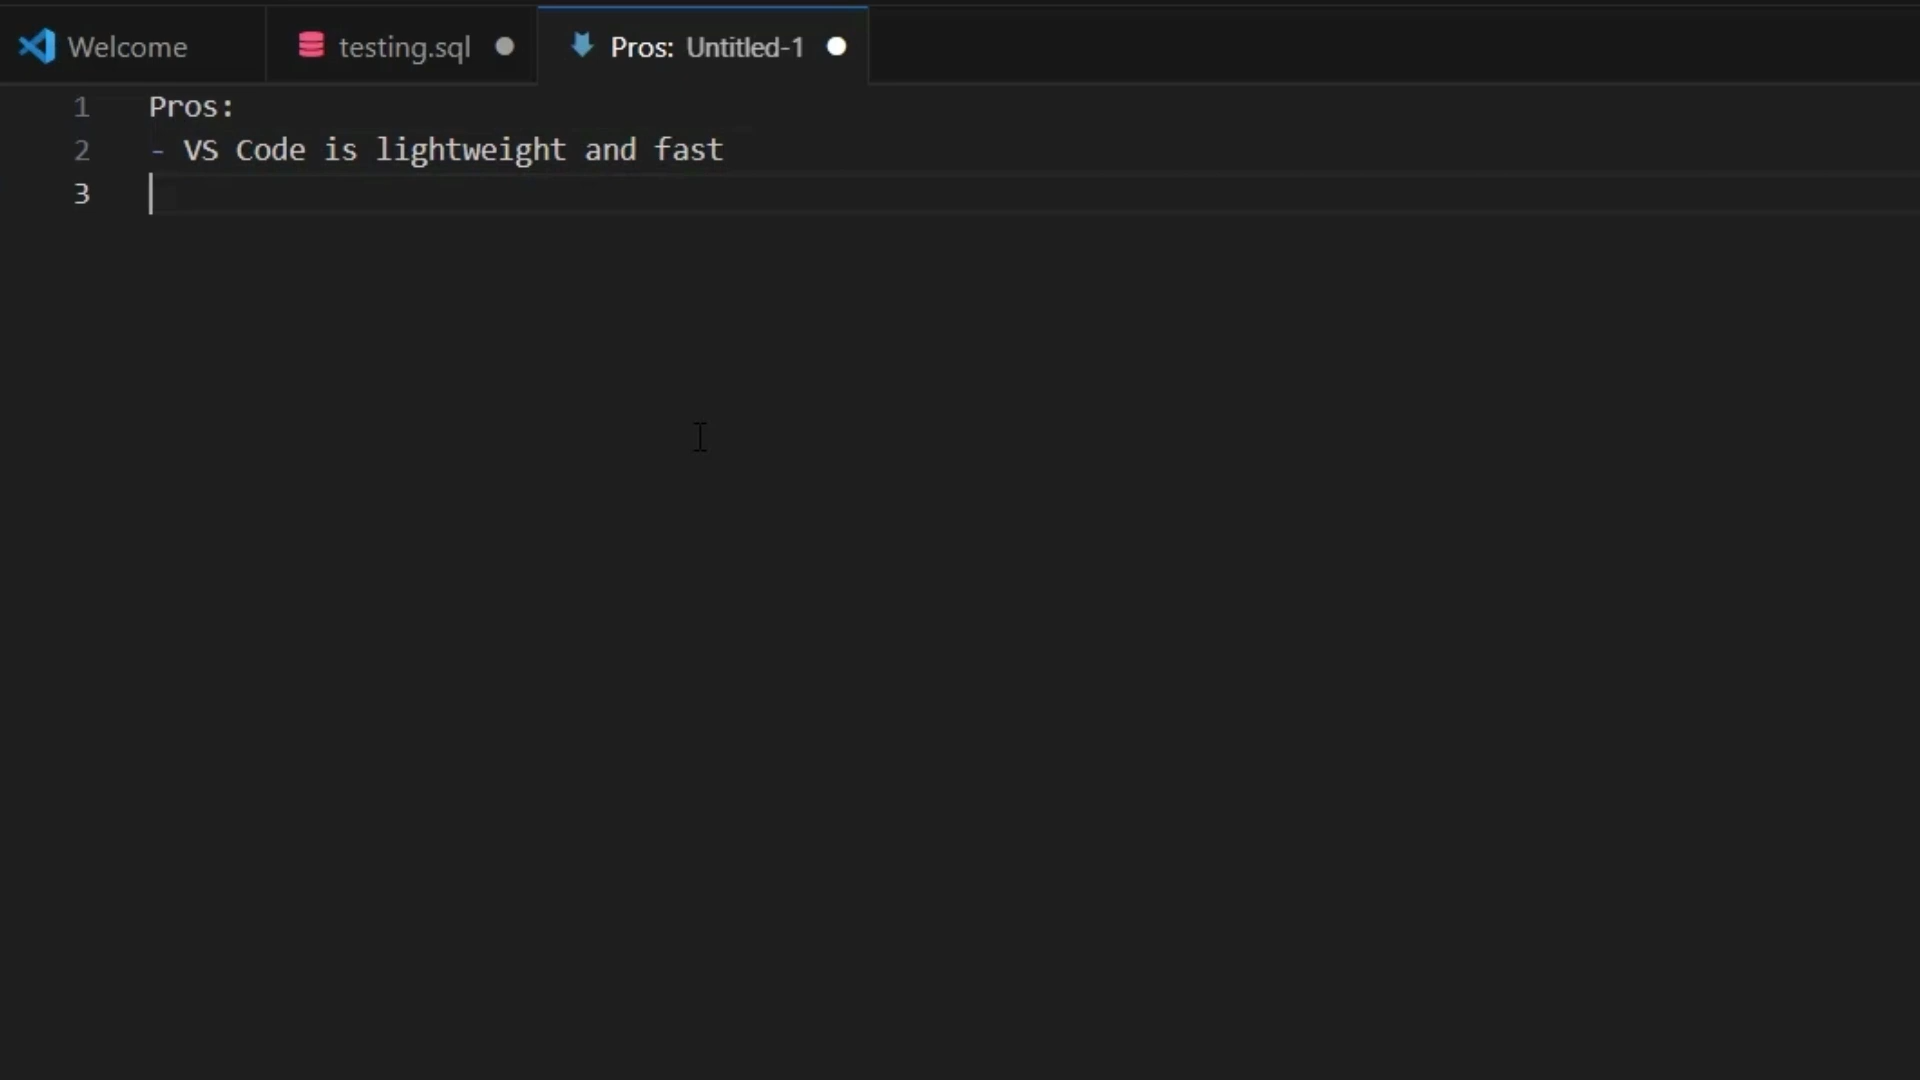 Welcome testing.sql Pros: Untitled-1
1 Pros:
2 - VS Code is lightweight and fast
3